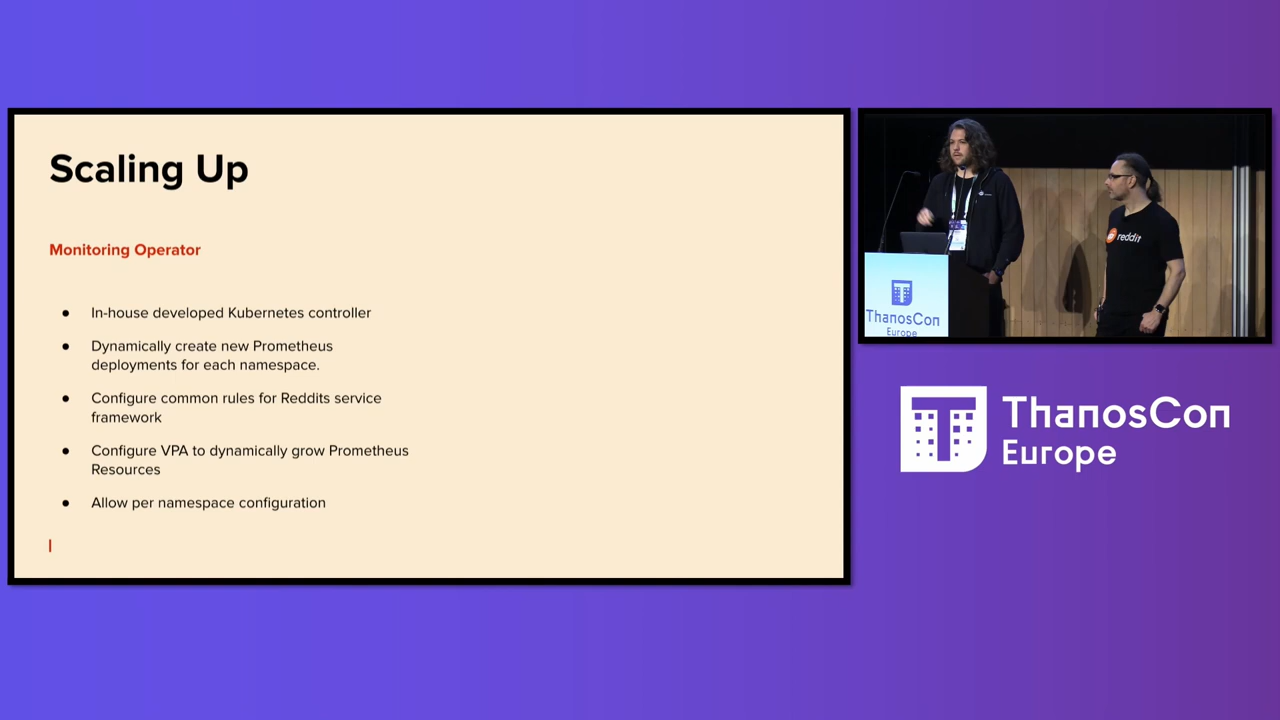 Scaling Up
Monitoring Operator
● In-house developed Kubernetes controller
● Dynamically create new Prometheus
deployments for each namespace.
● Configure common rules for Reddits service
framework
● Configure VPA to dynamically grow Prometheus
Resources
● Allow per namespace configuration
reddit
ThanosCon
Europe
ThanosCon
Europe